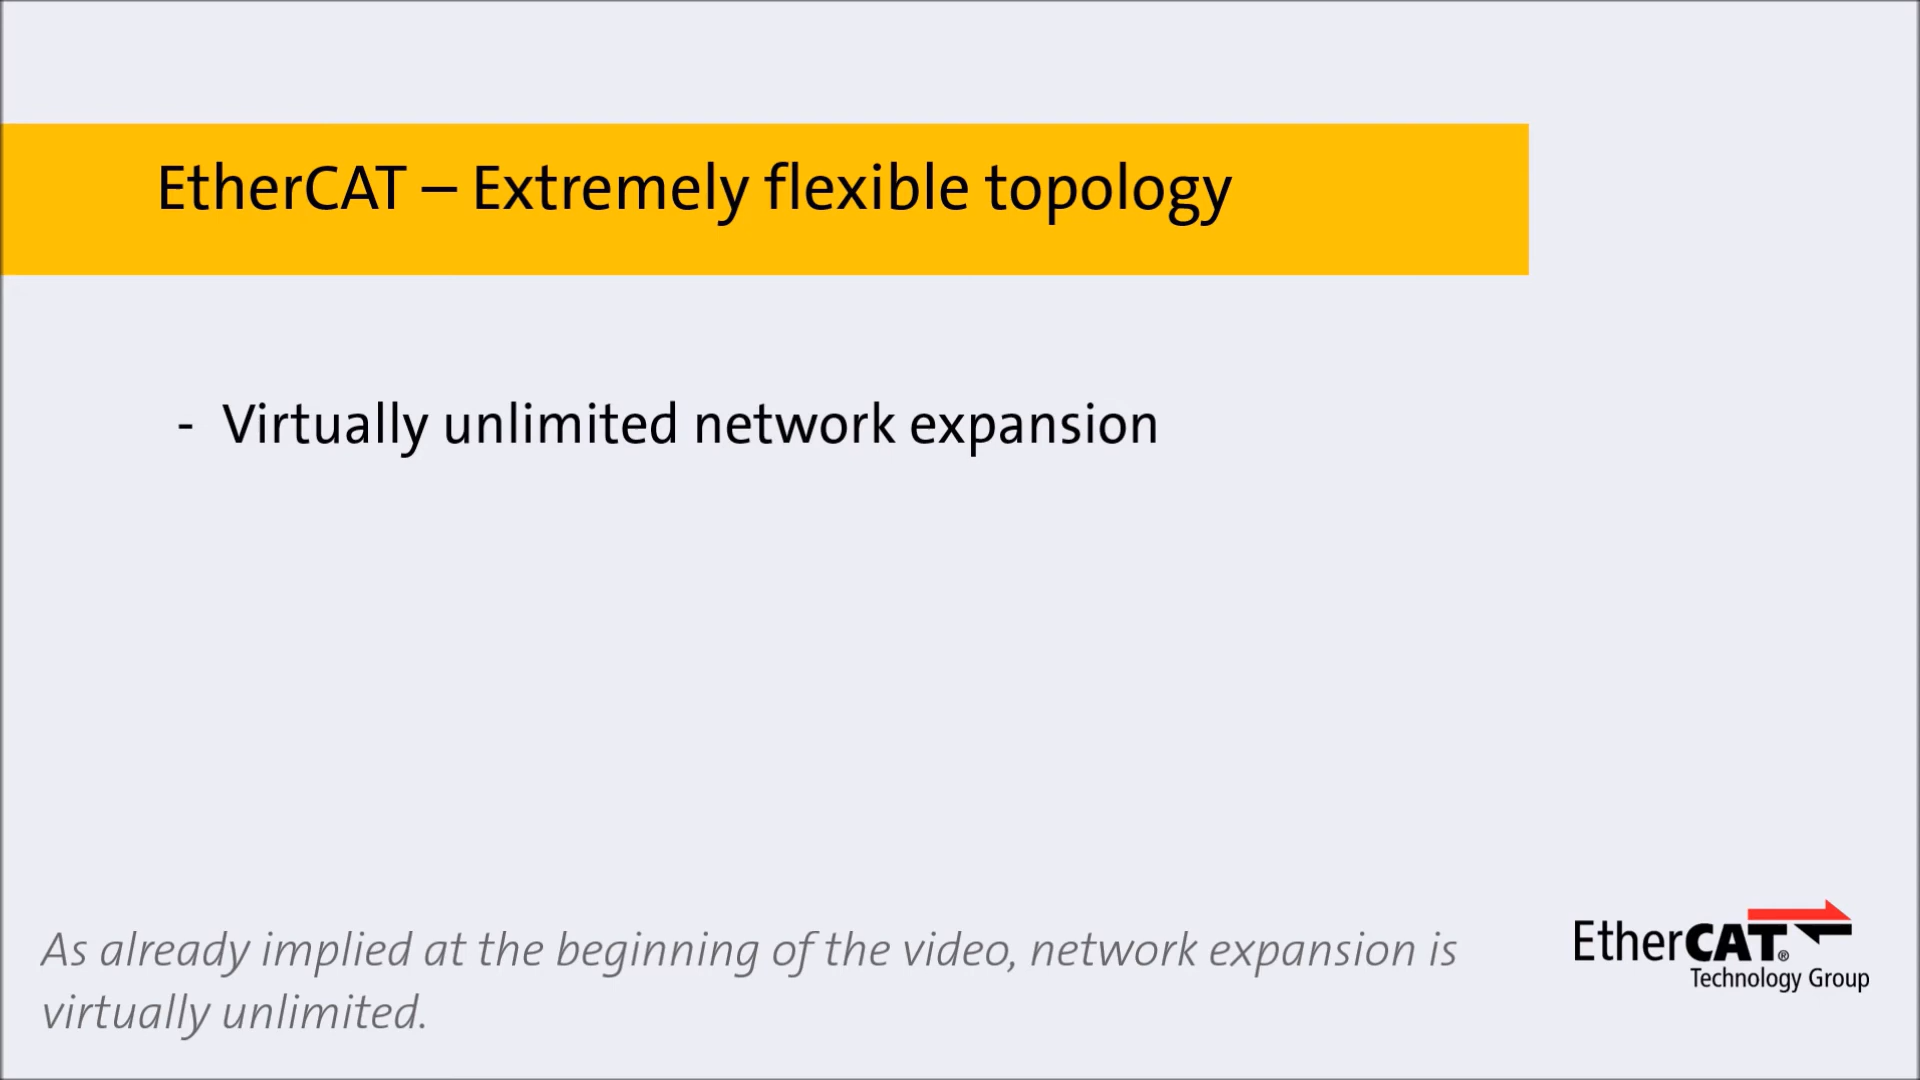 EtherCAT – Extremely flexible topology
- Virtually unlimited network expansion
As already implied at the beginning of the video, network expansion is
virtually unlimited.
EtherCAT®
Technology Group